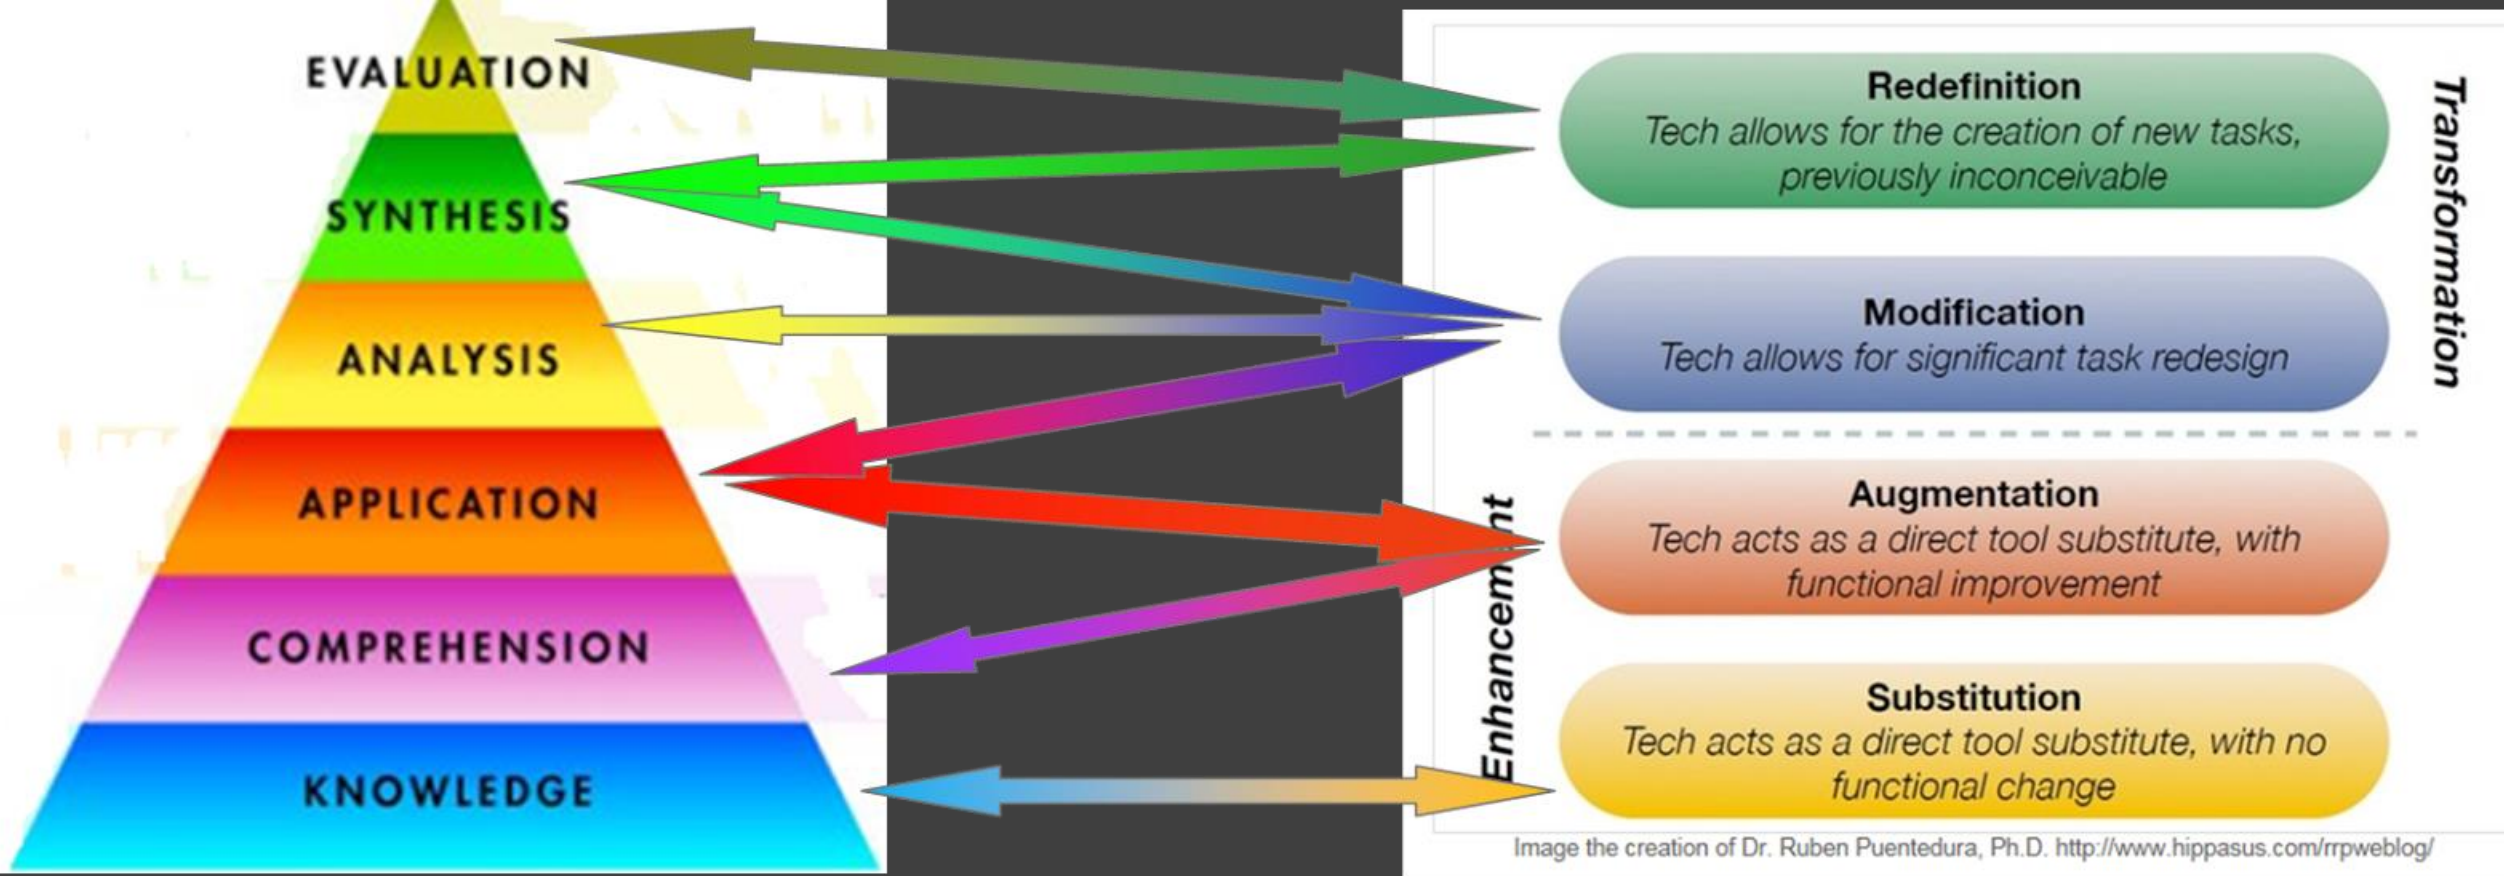 EVALUATION
SYNTHESIS
ANALYSIS
APPLICATION
COMPREHENSION
KNOWLEDGE
Redefinition
Tech allows for the creation of new tasks,
previously inconceivable
Modification
Tech allows for significant task redesign
Transformation
Augmentation
Tech acts as a direct tool substitute, with
functional improvement
Substitution
Tech acts as a direct tool substitute, with no
functional change
Enhancement
Image the creation of Dr. Ruben Puentedura, Ph.D. http://www.hippasus.com/rrpweblog/